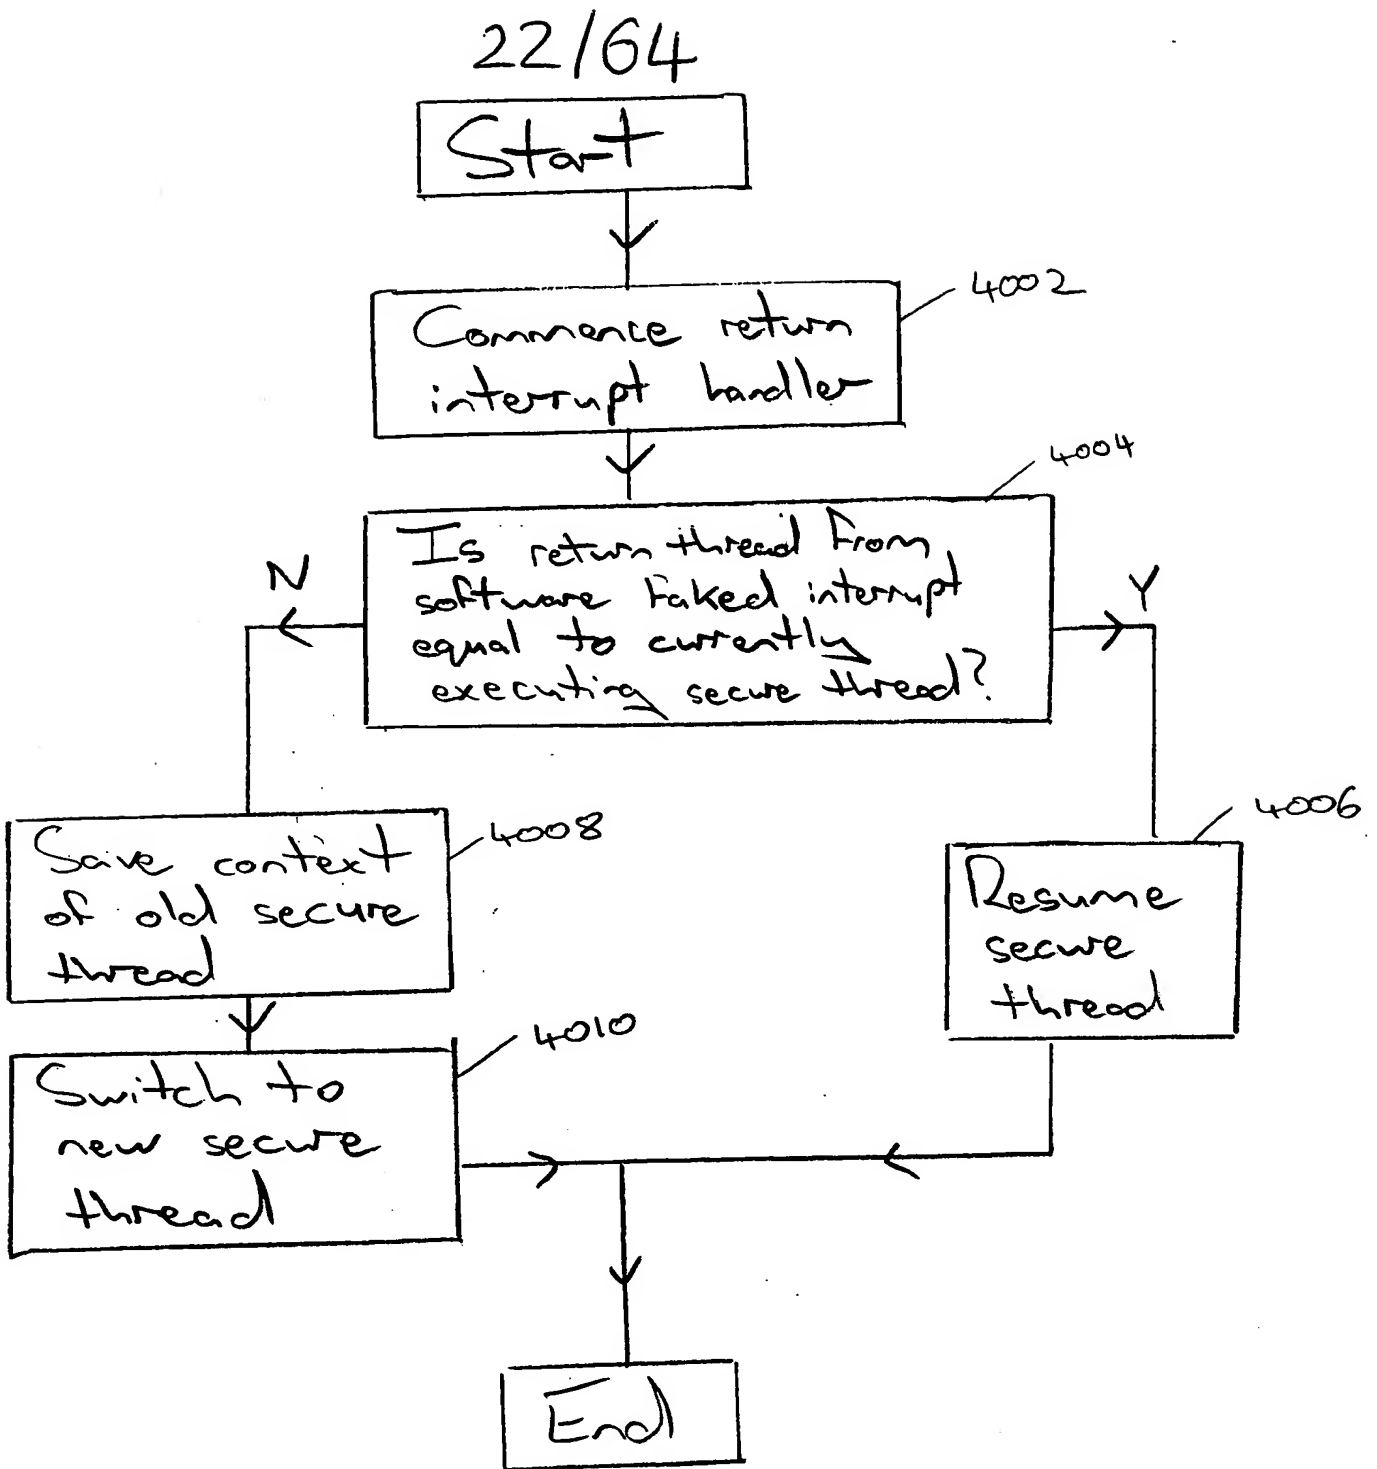 22/64
Start
Commence return
interrupt handler
4002
4004
Is return thread from
software faked interrupt
equal to currently
executing secure thread?
N
Y
Save context
of old secure
thread
4008
4006
Resume
secure
thread
Switch to
new secure
thread
4010
End